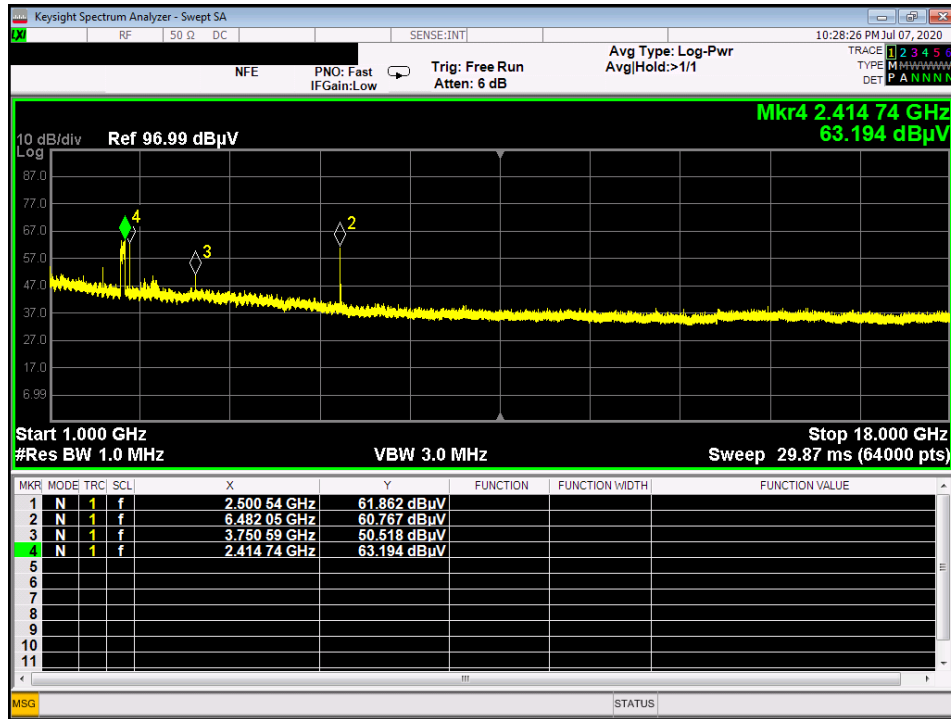 Keysight Spectrum Analyzer - Swept SA
LXI RF 50 Ω DC SENSE:INT 10:28:26 PM Jul 07, 2020
NFE PNO: Fast IFGain:Low Trig: Free Run Atten: 6 dB Avg Type: Log-Pwr Avg|Hold:>1/1 TRACE 1 2 3 4 5 6
TYPE M M W W W W W
DET P A N N N N
Mkr4 2.414 74 GHz
63.194 dBµV
10 dB/div Ref 96.99 dBµV
Log
87.0
77.0
67.0
57.0
47.0
37.0
27.0
17.0
6.99
4
2
3
Start 1.000 GHz Stop 18.000 GHz
#Res BW 1.0 MHz VBW 3.0 MHz Sweep 29.87 ms (64000 pts)
MKR MODE TRC SCL X Y FUNCTION FUNCTION WIDTH FUNCTION VALUE
1 N 1 f 2.500 54 GHz 61.862 dBµV
2 N 1 f 6.482 05 GHz 60.767 dBµV
3 N 1 f 3.750 59 GHz 50.518 dBµV
4 N 1 f 2.414 74 GHz 63.194 dBµV
5
6
7
8
9
10
11
MSG STATUS